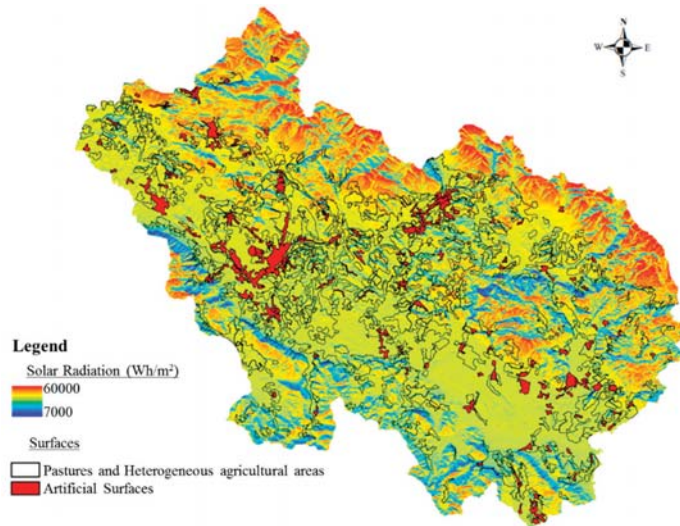 N
W E
S
Legend
Solar Radiation (Wh/m²)
60000
7000
Surfaces
Pastures and Heterogeneous agricultural areas
Artificial Surfaces